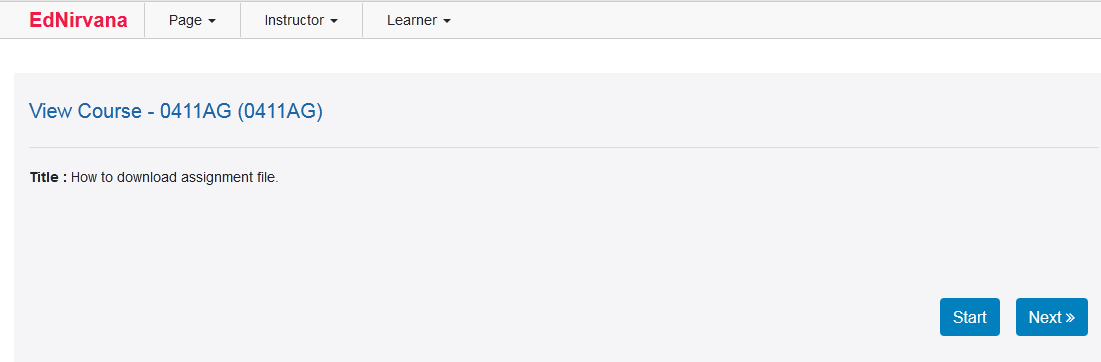 EdNirvana Page Instructor Learner
View Course - 0411AG (0411AG)
Title : How to download assignment file.
Start Next »